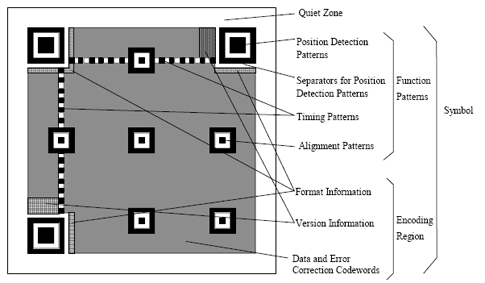 Quiet Zone
Position Detection
Patterns
Separators for Position
Detection Patterns
Function
Patterns
Timing Patterns
Symbol
Alignment Patterns
Format Information
Version Information
Encoding
Region
Data and Error
Correction Codewords